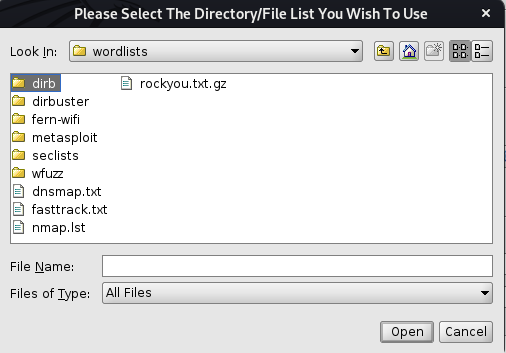 Please Select The Directory/File List You Wish To Use
Look In: wordlists
dirb
dirbuster
fern-wifi
metasploit
seclists
wfuzz
dnsmap.txt
fasttrack.txt
nmap.lst
rockyou.txt.gz
File Name:
Files of Type: All Files
Open Cancel